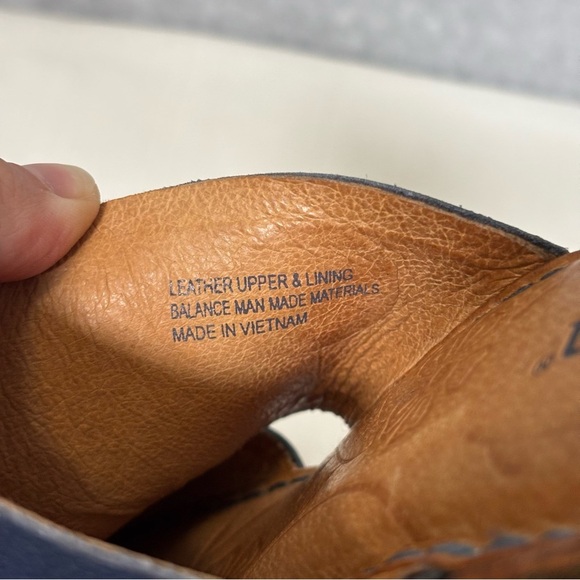 LEATHER UPPER & LINING
BALANCE MAN MADE MATERIALS
MADE IN VIETNAM